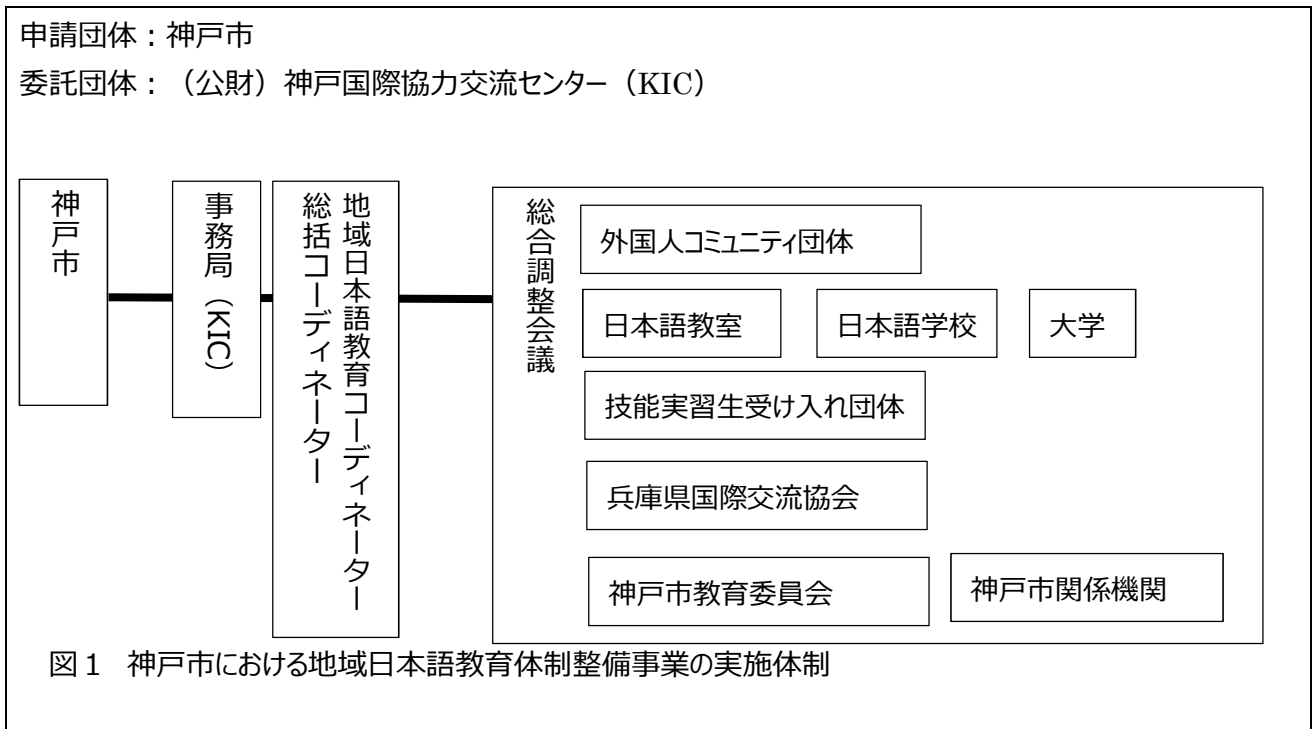 申請団体：神戸市
委託団体：（公財）神戸国際協力交流センター（KIC）
神戸市
事務局（KIC）
地域日本語教育コーディネーター
総括コーディネーター
総合調整会議
外国人コミュニティ団体
日本語教室
日本語学校
大学
技能実習生受け入れ団体
兵庫県国際交流協会
神戸市教育委員会
神戸市関係機関
図１　神戸市における地域日本語教育体制整備事業の実施体制